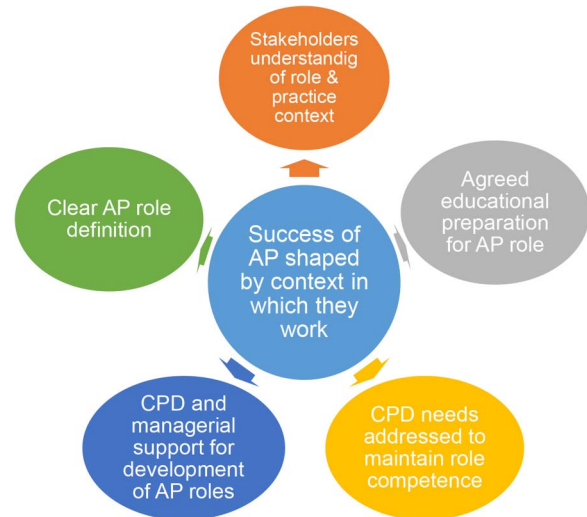 Stakeholders
understandig
of role &
practice
context
Clear AP role
definition
Agreed
educational
preparation
for AP role
Success of
AP shaped
by context in
which they
work
CPD and
managerial
support for
development
of AP roles
CPD needs
addressed to
maintain role
competence